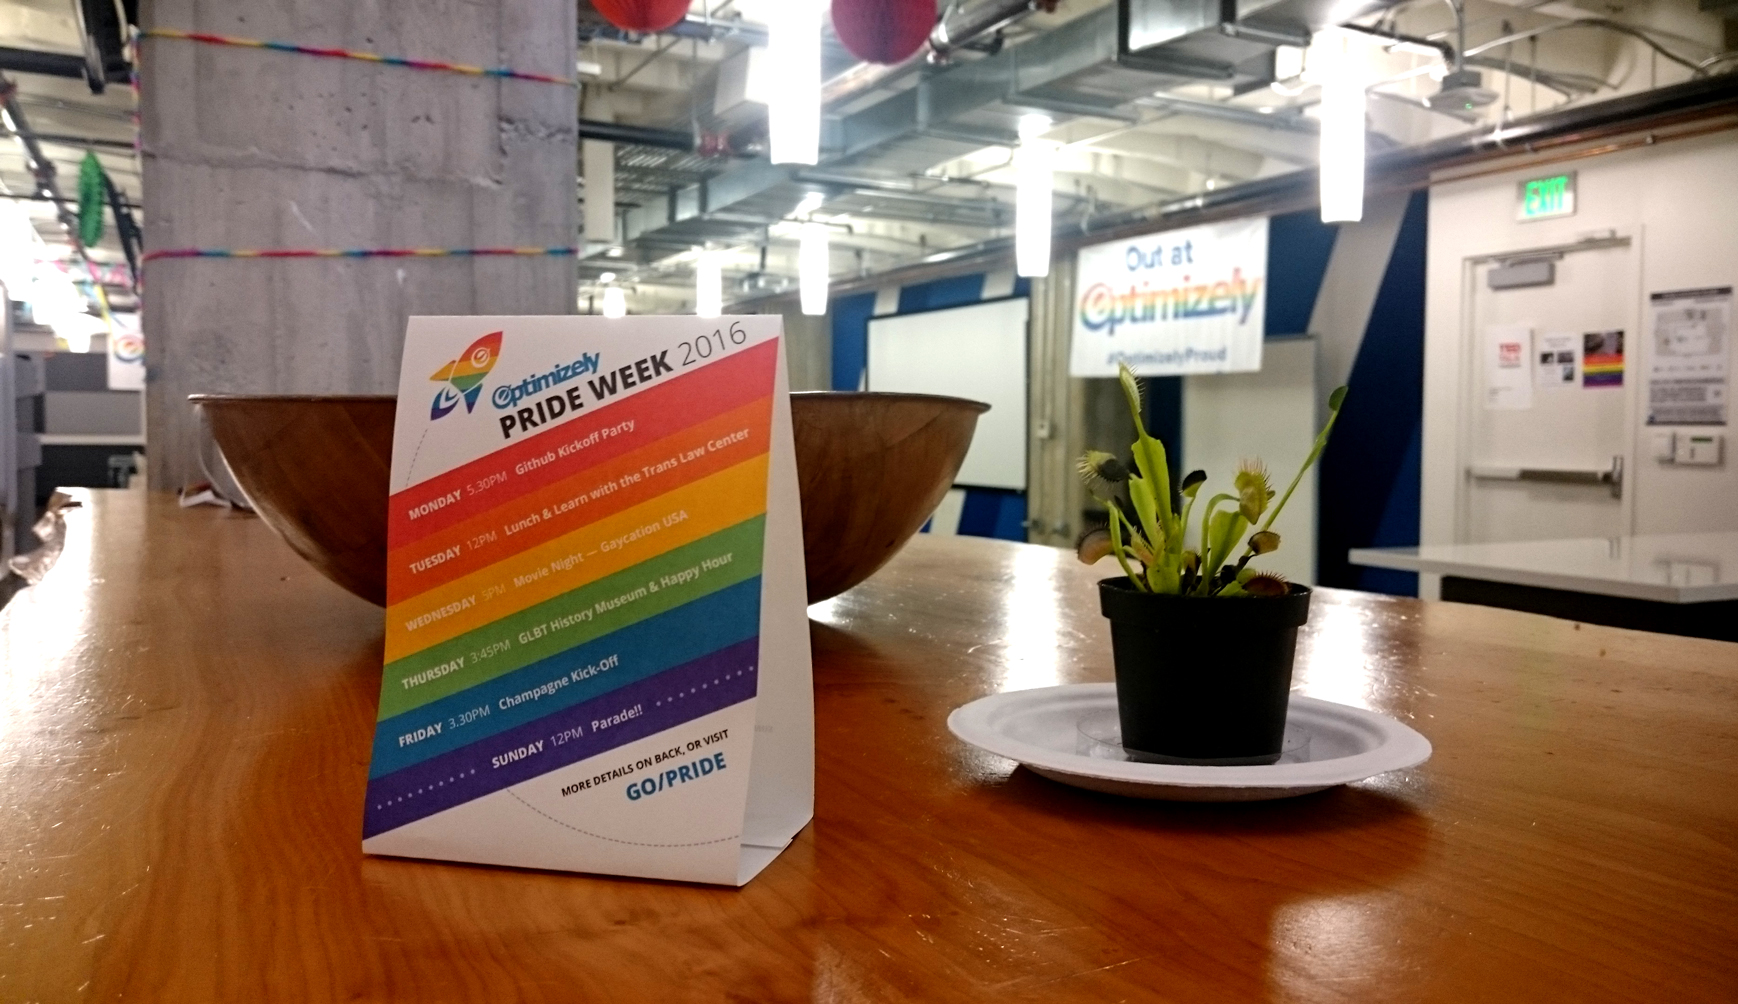 Optimizely
PRIDE WEEK 2016
MONDAY 5.30PM Github Kickoff Party
TUESDAY 12PM Lunch & Learn with the Trans Law Center
WEDNESDAY 5PM Movie Night — Gaycation USA
THURSDAY 3:45PM GLBT History Museum & Happy Hour
FRIDAY 3.30PM Champagne Kick-Off
SUNDAY 12PM Parade!!
MORE DETAILS ON BACK, OR VISIT
GO/PRIDE
Out at
Optimizely
#OptimizelyProud
EXIT